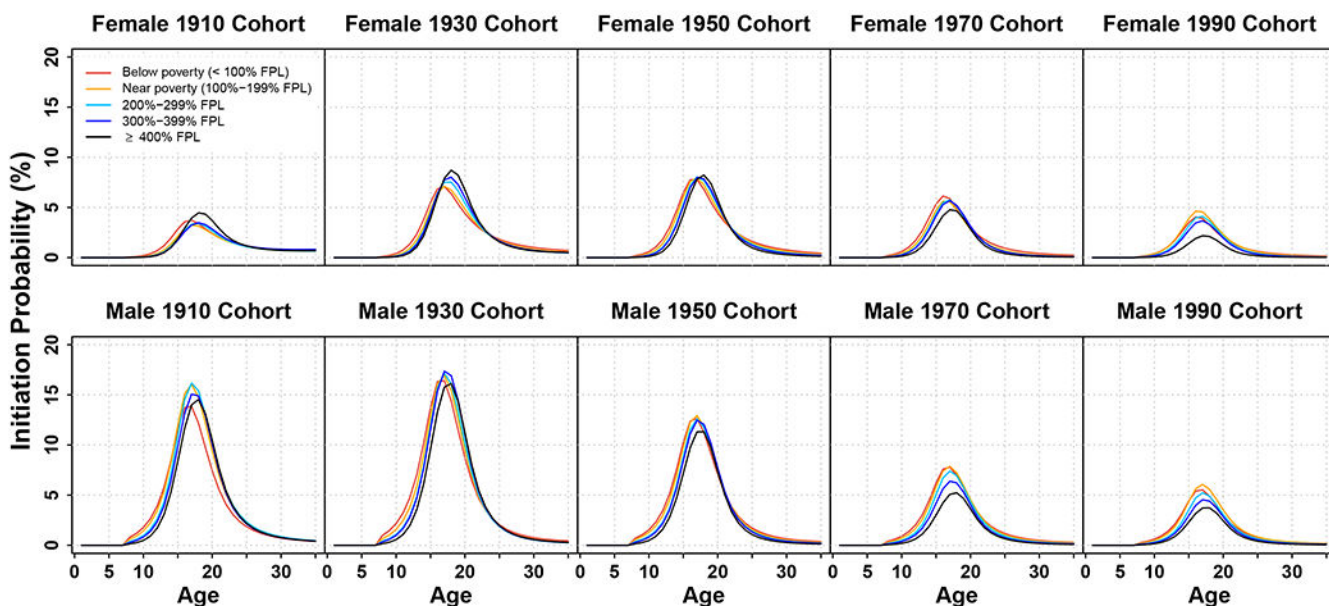 Female 1910 Cohort Female 1930 Cohort Female 1950 Cohort Female 1970 Cohort Female 1990 Cohort
20
15
10
5
0
Below poverty (< 100% FPL)
Near poverty (100%−199% FPL)
200%−299% FPL
300%−399% FPL
≥ 400% FPL
Initiation Probability (%)
Male 1910 Cohort Male 1930 Cohort Male 1950 Cohort Male 1970 Cohort Male 1990 Cohort
20
15
10
5
0
0 5 10 20 30 0 5 10 20 30 0 5 10 20 30 0 5 10 20 30 0 5 10 20 30
Age Age Age Age Age